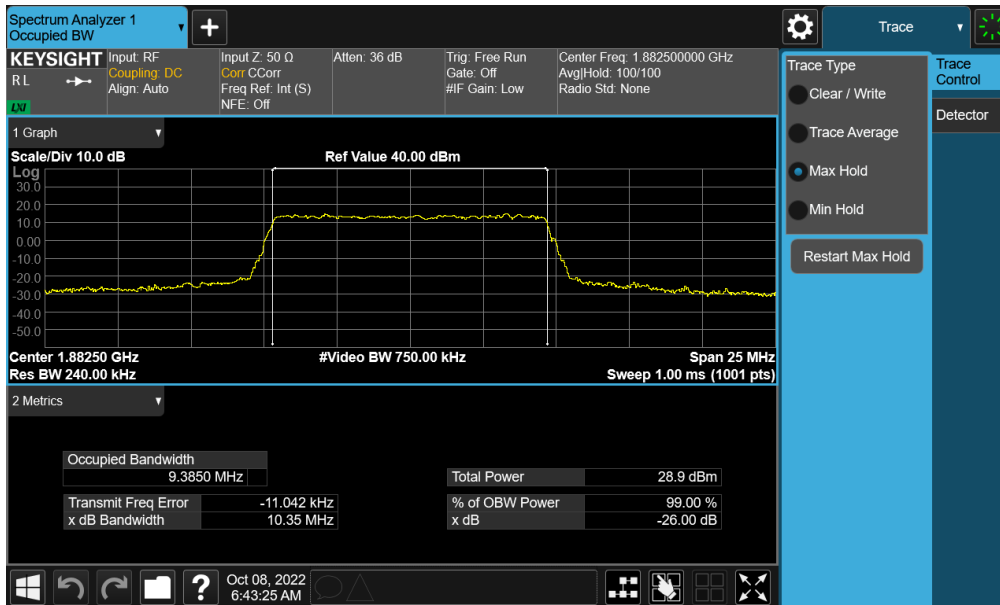 Spectrum Analyzer 1
Occupied BW
+
Trace
KEYSIGHT
R L
LXI
Input: RF
Coupling: DC
Align: Auto
Input Z: 50 Ω
Corr CCorr
Freq Ref: Int (S)
NFE: Off
Atten: 36 dB
Trig: Free Run
Gate: Off
#IF Gain: Low
Center Freq: 1.882500000 GHz
Avg|Hold: 100/100
Radio Std: None
Trace Type
Clear / Write
Trace Average
Max Hold
Min Hold
Restart Max Hold
Trace
Control
Detector
1 Graph
Scale/Div 10.0 dB
Ref Value 40.00 dBm
Log
30.0
20.0
10.0
0.00
-10.0
-20.0
-30.0
-40.0
-50.0
Center 1.88250 GHz
#Video BW 750.00 kHz
Span 25 MHz
Res BW 240.00 kHz
Sweep 1.00 ms (1001 pts)
2 Metrics
Occupied Bandwidth
9.3850 MHz
Total Power 28.9 dBm
Transmit Freq Error -11.042 kHz
% of OBW Power 99.00 %
x dB Bandwidth 10.35 MHz
x dB -26.00 dB
?
Oct 08, 2022
6:43:25 AM